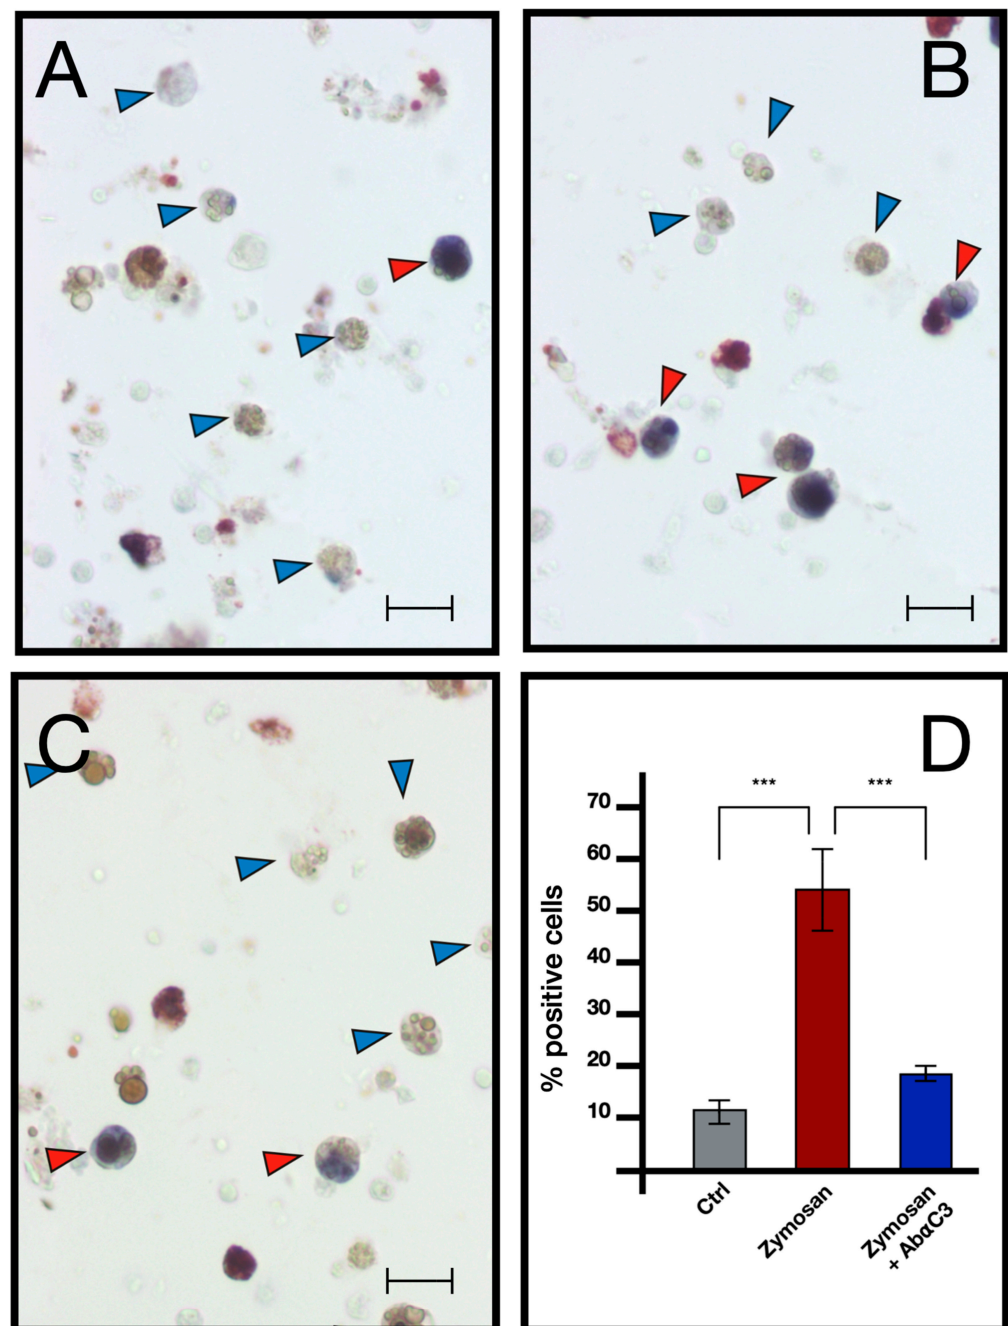 A
B
C
D
***
***
70
60
50
40
30
20
10
% positive cells
Ctrl
Zymosan
Zymosan
+ AbαC3